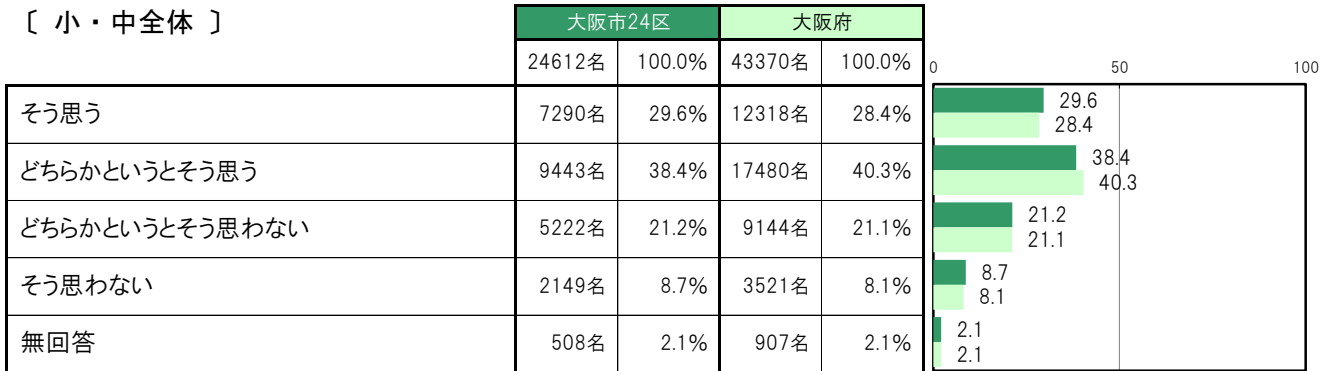 〔 小・中全体 〕
大阪市24区 大阪府
24612名 100.0% 43370名 100.0%
0 50 100
そう思う 7290名 29.6% 12318名 28.4% 29.6
28.4
どちらかというとそう思う 9443名 38.4% 17480名 40.3% 38.4
40.3
どちらかというとそう思わない 5222名 21.2% 9144名 21.1% 21.2
21.1
そう思わない 2149名 8.7% 3521名 8.1% 8.7
8.1
無回答 508名 2.1% 907名 2.1% 2.1
2.1